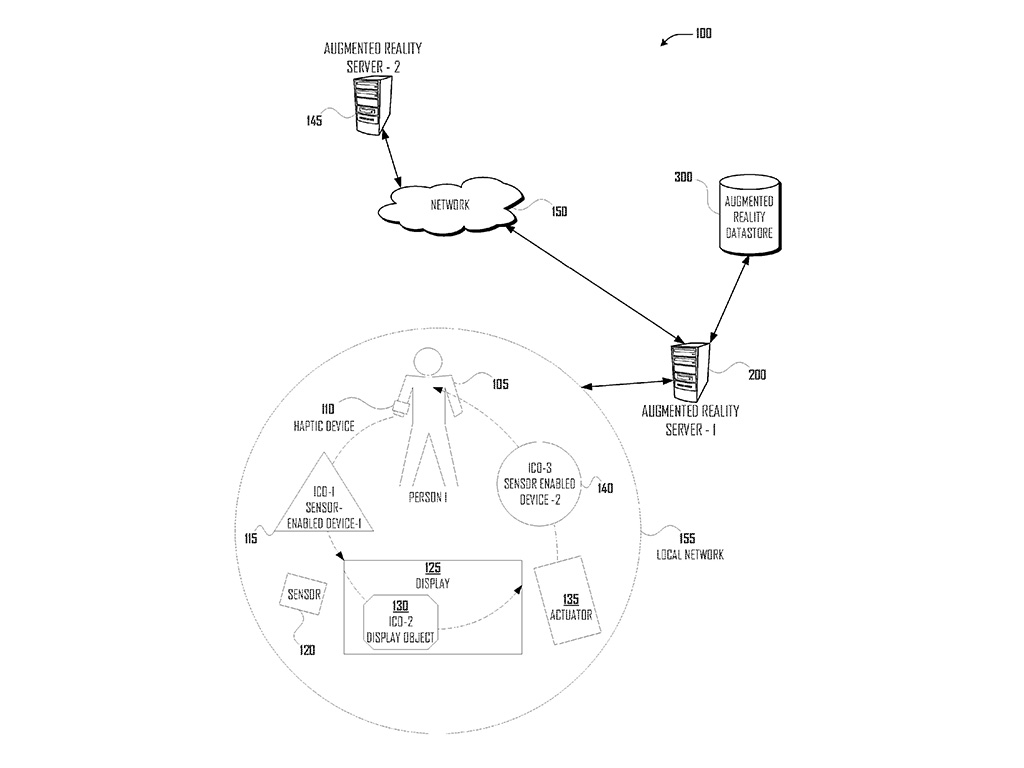 100
AUGMENTED REALITY
SERVER - 2
145
NETWORK
150
300
AUGMENTED
REALITY
DATASTORE
200
AUGMENTED REALITY
SERVER - 1
105
110
HAPTIC DEVICE
PERSON 1
ICO-1
SENSOR-
ENABLED DEVICE-1
115
ICO-3
SENSOR ENABLED
DEVICE -2
140
155
LOCAL NETWORK
125
DISPLAY
130
ICO-2
DISPLAY OBJECT
SENSOR
120
135
ACTUATOR